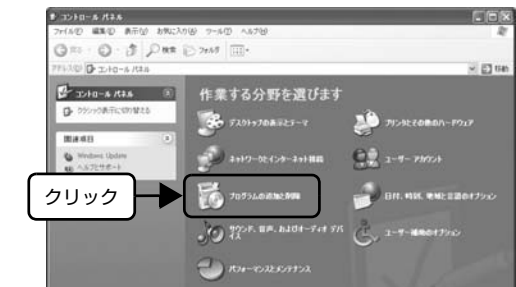 コントロール パネル
ファイル(F) 編集(E) 表示(V) お気に入り(A) ツール(T) ヘルプ(H)
戻る 検索 フォルダ
アドレス(D) コントロール パネル 移動
コントロール パネル
クラシック表示に切り替える
関連項目
Windows Update
ヘルプとサポート
作業する分野を選びます
デスクトップの表示とテーマ
プリンタとその他のハードウェア
ネットワークとインターネット接続
ユーザー アカウント
クリック
プログラムの追加と削除
日付、時刻、地域と言語のオプション
サウンド、音声、およびオーディオ デバイス
ユーザー補助のオプション
パフォーマンスとメンテナンス